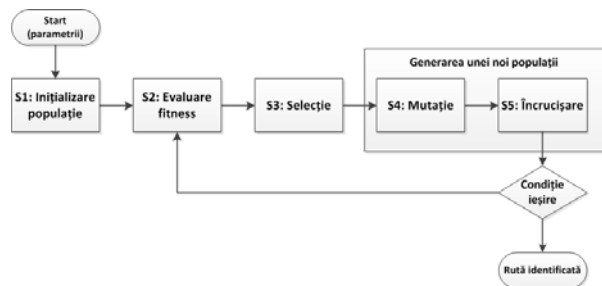 Start
(parametrii)
Generarea unei noi populații
S1: Inițializare
populație
S2: Evaluare
fitness
S3: Selecție
S4: Mutație
S5: Încrucișare
Condiție
ieșire
Rută identificată